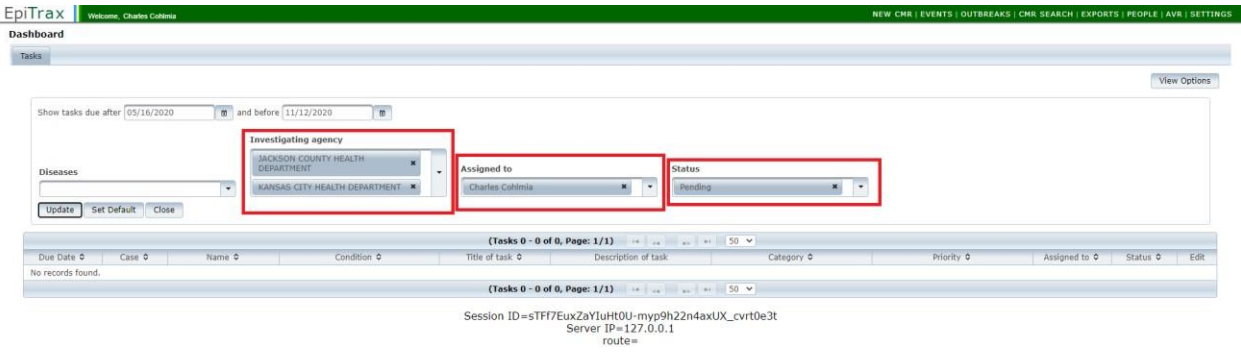 EpiTrax Welcome, Charles Cohlmia NEW CMR | EVENTS | OUTBREAKS | CMR SEARCH | EXPORTS | PEOPLE | AVR | SETTINGS
Dashboard
Tasks
View Options
Show tasks due after 05/16/2020 and before 11/12/2020
Investigating agency
JACKSON COUNTY HEALTH
DEPARTMENT
KANSAS CITY HEALTH DEPARTMENT
Diseases
Assigned to
Charles Cohlmia
Status
Pending
Update Set Default Close
(Tasks 0 - 0 of 0, Page: 1/1) 50
Due Date Case Name Condition Title of task Description of task Category Priority Assigned to Status Edit
No records found.
(Tasks 0 - 0 of 0, Page: 1/1) 50
Session ID=sTFf7EuxZaYIuHt0U-myp9h22n4axUX_cvrt0e3t
Server IP=127.0.0.1
route=